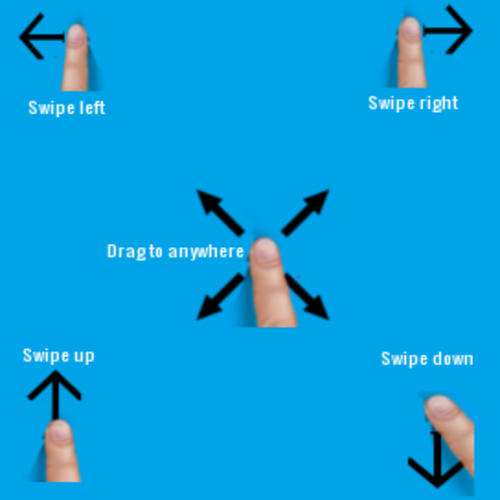 Swipe left
Swipe right
Drag to anywhere
Swipe up
Swipe down